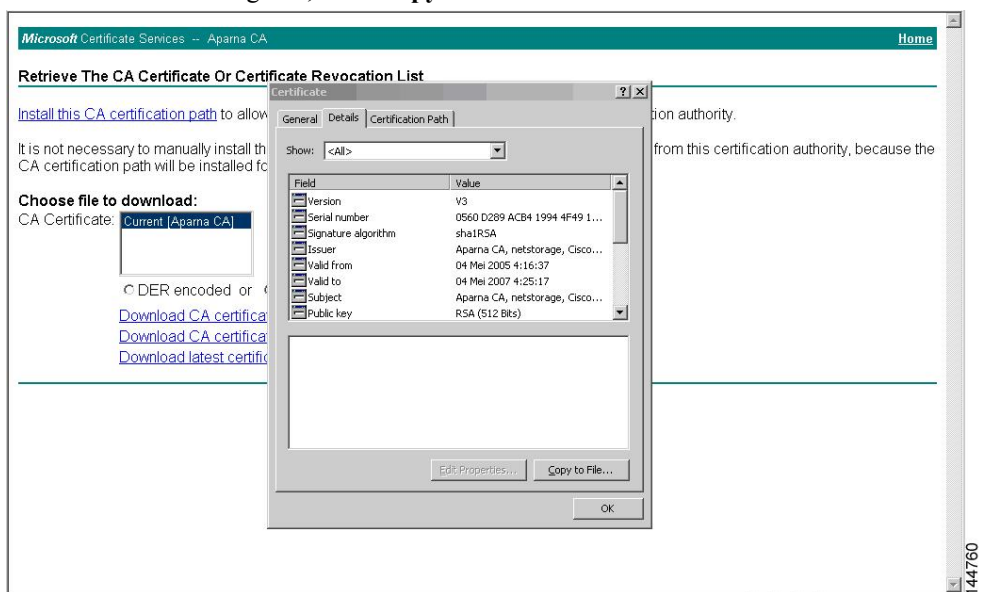 Microsoft Certificate Services -- Aparna CA Home
Retrieve The CA Certificate Or Certificate Revocation List
Certificate
Install this CA certification path to allow
ion authority.
General Details Certification Path
It is not necessary to manually install th
from this certification authority, because the
CA certification path will be installed fo
Show: <All>
Field Value
Version V3
Serial number 0560 D289 ACB4 1994 4F49 1...
Signature algorithm sha1RSA
Issuer Aparna CA, netstorage, Cisco...
Valid from 04 Mei 2005 4:16:37
Valid to 04 Mei 2007 4:25:17
Subject Aparna CA, netstorage, Cisco...
Public key RSA (512 Bits)
Edit Properties... Copy to File...
OK
Choose file to download:
CA Certificate: Current [Aparna CA]
DER encoded or
Download CA certifica
Download CA certifica
Download latest certific
144760